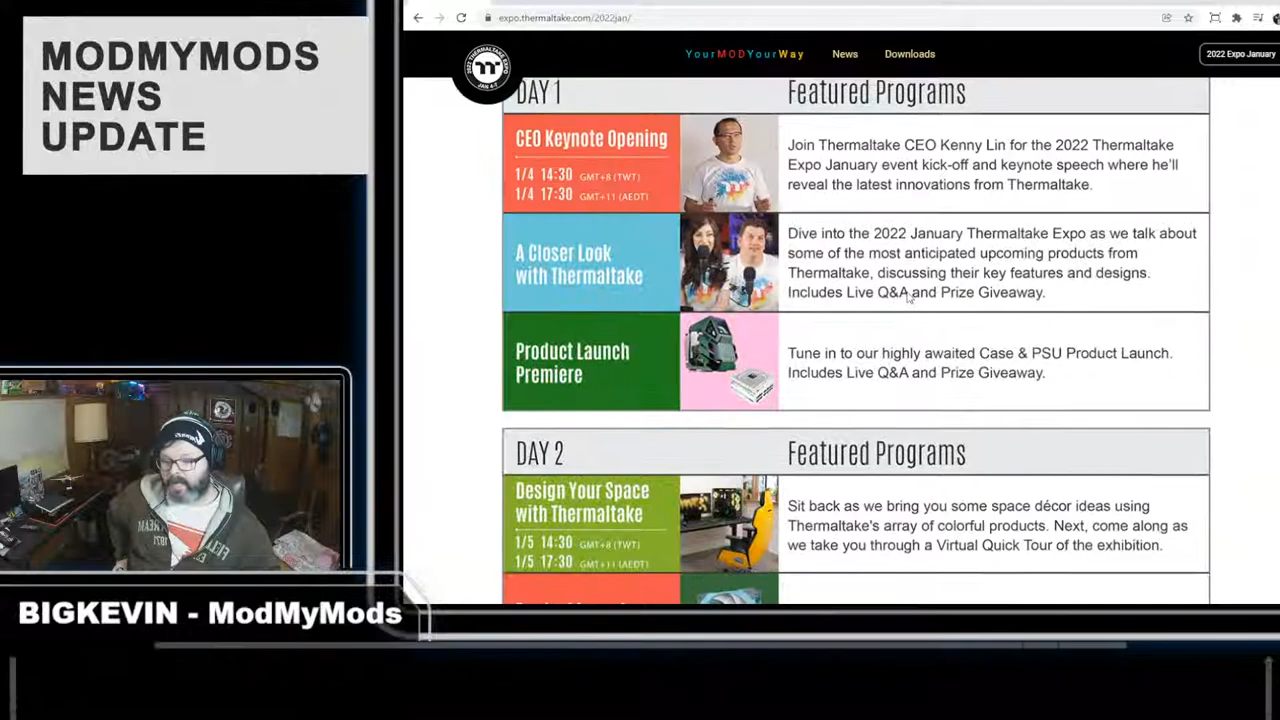 MODMYMODS
NEWS
UPDATE
expo.thermaltake.com/2022jan/
YourMODYourWay
News
Downloads
2022 Expo January
2022 THERMALTAKE EXPO
JAN 4-7
DAY 1
Featured Programs
CEO Keynote Opening
1/4 14:30 GMT+8 (TWT)
1/4 17:30 GMT+11 (AEDT)
Join Thermaltake CEO Kenny Lin for the 2022 Thermaltake
Expo January event kick-off and keynote speech where he'll
reveal the latest innovations from Thermaltake.
A Closer Look
with Thermaltake
Dive into the 2022 January Thermaltake Expo as we talk about
some of the most anticipated upcoming products from
Thermaltake, discussing their key features and designs.
Includes Live Q&A and Prize Giveaway.
Product Launch
Premiere
Tune in to our highly awaited Case & PSU Product Launch.
Includes Live Q&A and Prize Giveaway.
DAY 2
Featured Programs
Design Your Space
with Thermaltake
1/5 14:30 GMT+8 (TWT)
1/5 17:30 GMT+11 (AEDT)
Sit back as we bring you some space décor ideas using
Thermaltake's array of colorful products. Next, come along as
we take you through a Virtual Quick Tour of the exhibition.
BIGKEVIN - ModMyMods